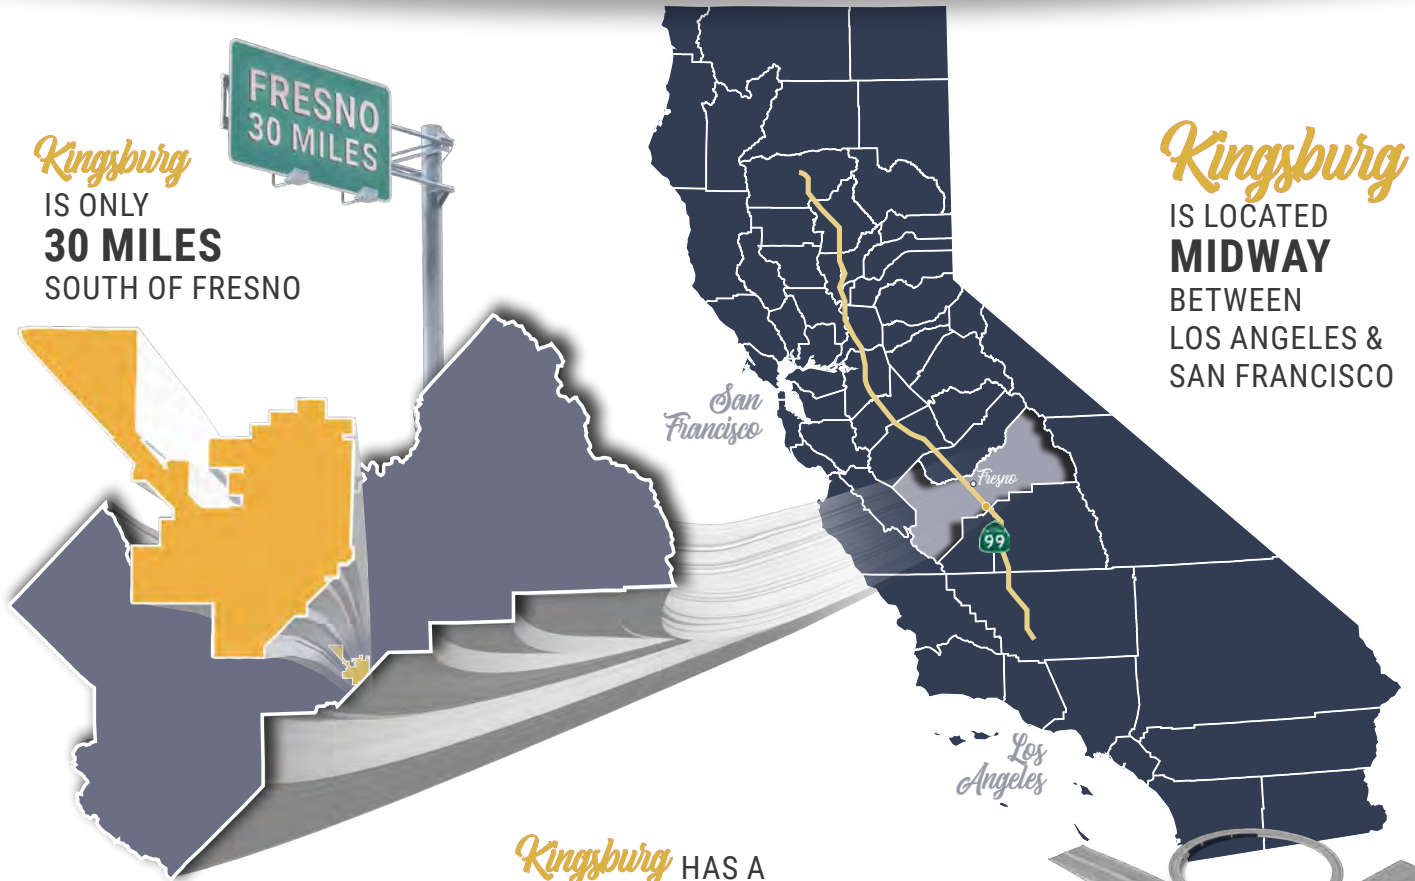 FRESNO
30 MILES
Kingsburg
IS ONLY
30 MILES
SOUTH OF FRESNO
Kingsburg
IS LOCATED
MIDWAY
BETWEEN
LOS ANGELES &
SAN FRANCISCO
San
Francisco
Fresno
99
Los
Angeles
Kingsburg HAS A